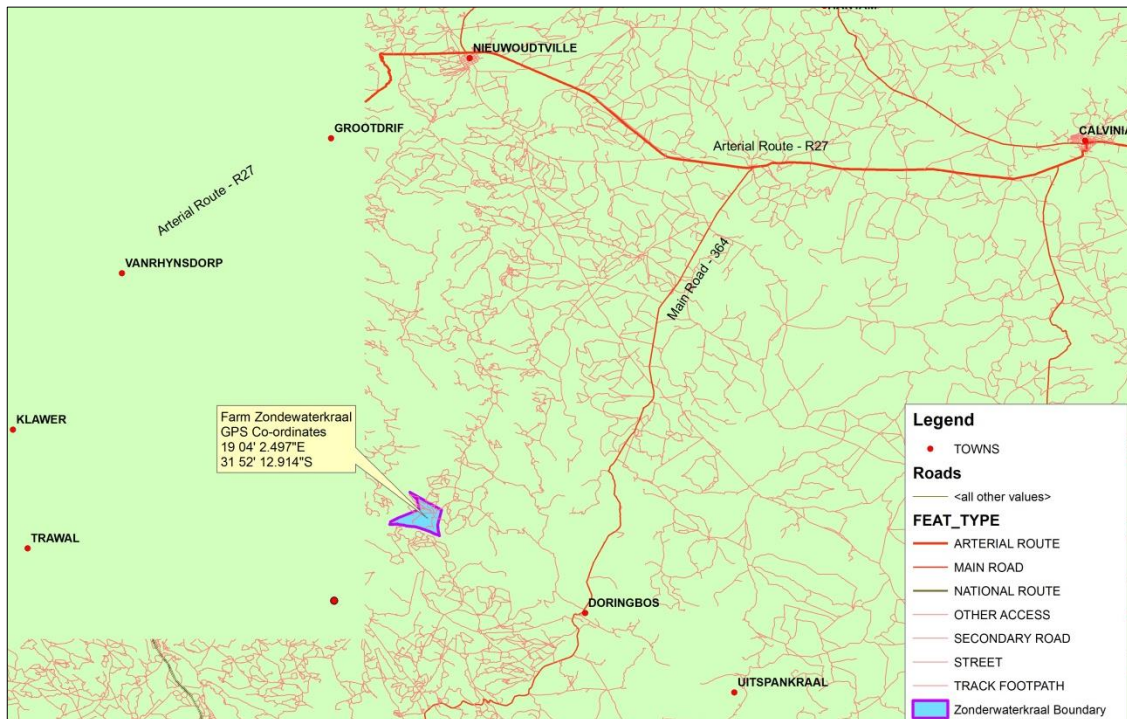 NIEUWOUDTVILLE
GROOTDRIF
CALVINIA
Arterial Route - R27
Arterial Route - R27
VANRHYNSDORP
Main Road - 364
KLAWER
Farm Zondewaterkraal
GPS Co-ordinates
19 04' 2.497"E
31 52' 12.914"S
TRAWAL
DORINGBOS
UITSPANKRAAL
Legend
TOWNS
Roads
<all other values>
FEAT_TYPE
ARTERIAL ROUTE
MAIN ROAD
NATIONAL ROUTE
OTHER ACCESS
SECONDARY ROAD
STREET
TRACK FOOTPATH
Zonderwaterkraal Boundary